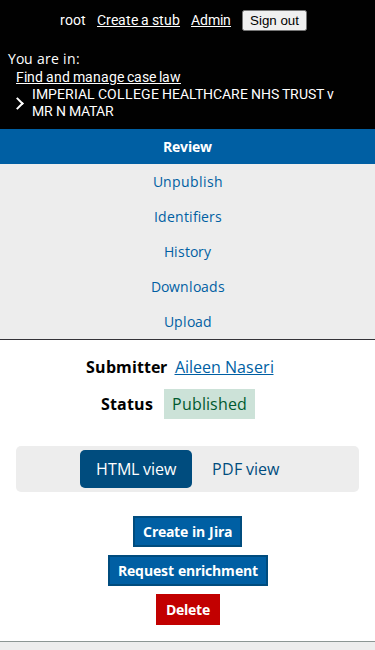 root Create a stub Admin Sign out
You are in:
Find and manage case law
IMPERIAL COLLEGE HEALTHCARE NHS TRUST v
MR N MATAR
Review
Unpublish
Identifiers
History
Downloads
Upload
Submitter Aileen Naseri
Status Published
HTML view PDF view
Create in Jira
Request enrichment
Delete